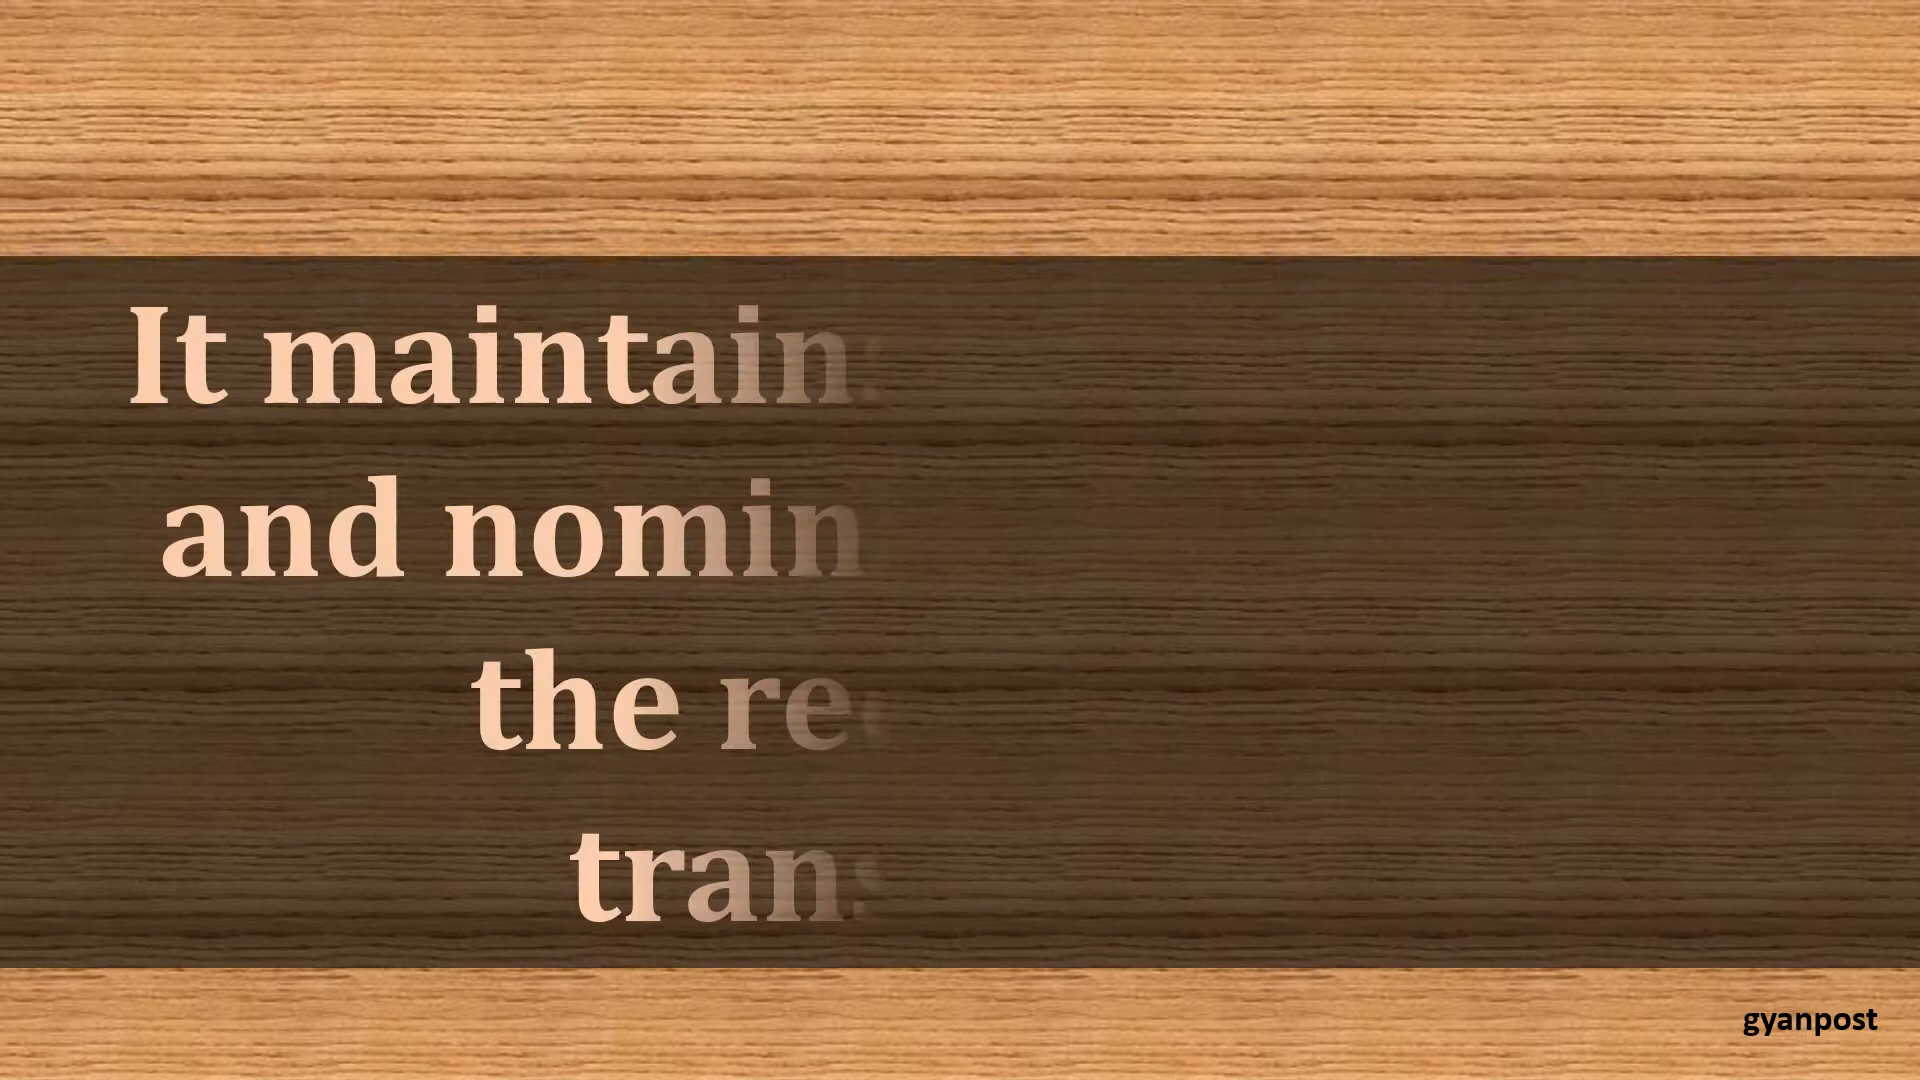 It maintain
and nomin
the re
tran
gyanpost